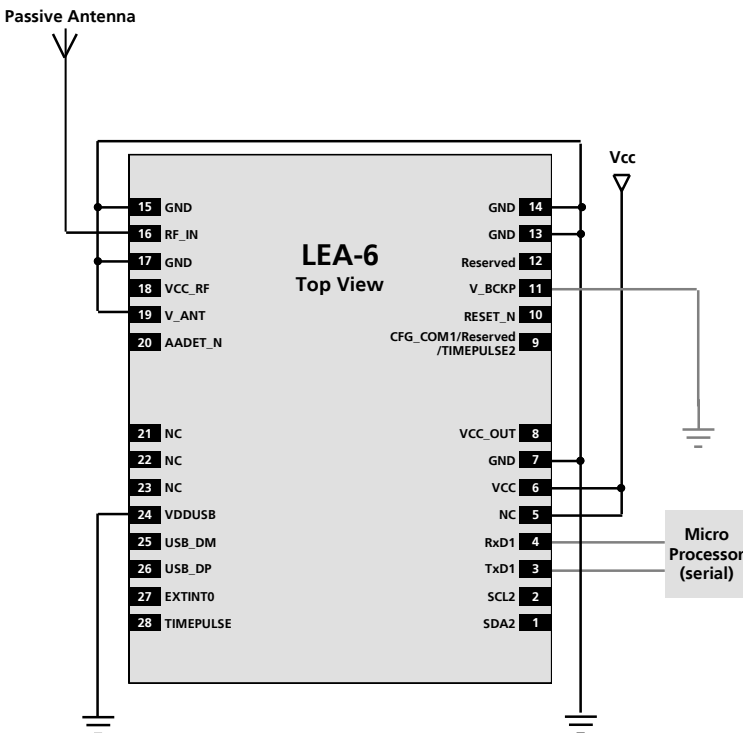 Passive Antenna
Vcc
LEA-6
Top View
15 GND
16 RF_IN
17 GND
18 VCC_RF
19 V_ANT
20 AADET_N
21 NC
22 NC
23 NC
24 VDDUSB
25 USB_DM
26 USB_DP
27 EXTINT0
28 TIMEPULSE
GND 14
GND 13
Reserved 12
V_BCKP 11
RESET_N 10
CFG_COM1/Reserved
/TIMEPULSE2 9
VCC_OUT 8
GND 7
VCC 6
NC 5
RxD1 4
TxD1 3
SCL2 2
SDA2 1
Micro
Processor
(serial)